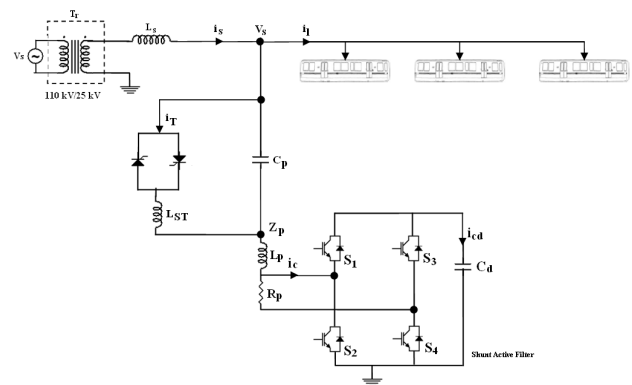 Tr
Ls
is
Vs
il
Vs
110 kV/25 kV
iT
Cp
LST
Zp
Lp
ic
S1
S3
icd
Cd
Rp
S2
S4
Shunt Active Filter